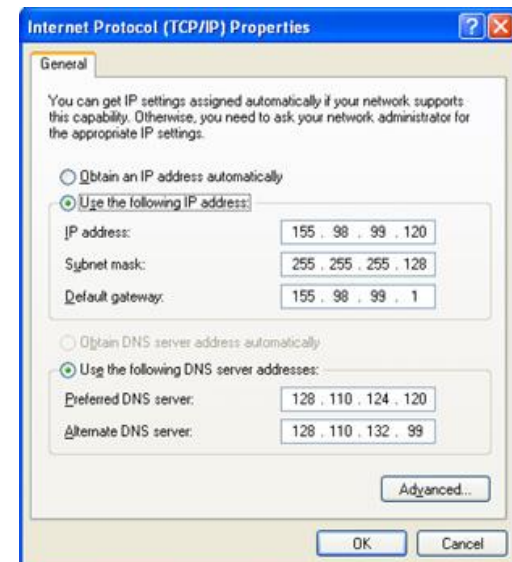 Internet Protocol (TCP/IP) Properties
General
You can get IP settings assigned automatically if your network supports
this capability. Otherwise, you need to ask your network administrator for
the appropriate IP settings.
Obtain an IP address automatically
Use the following IP address:
IP address: 155 . 98 . 99 . 120
Subnet mask: 255 . 255 . 255 . 128
Default gateway: 155 . 98 . 99 . 1
Obtain DNS server address automatically
Use the following DNS server addresses:
Preferred DNS server: 128 . 110 . 124 . 120
Alternate DNS server: 128 . 110 . 132 . 99
Advanced...
OK Cancel